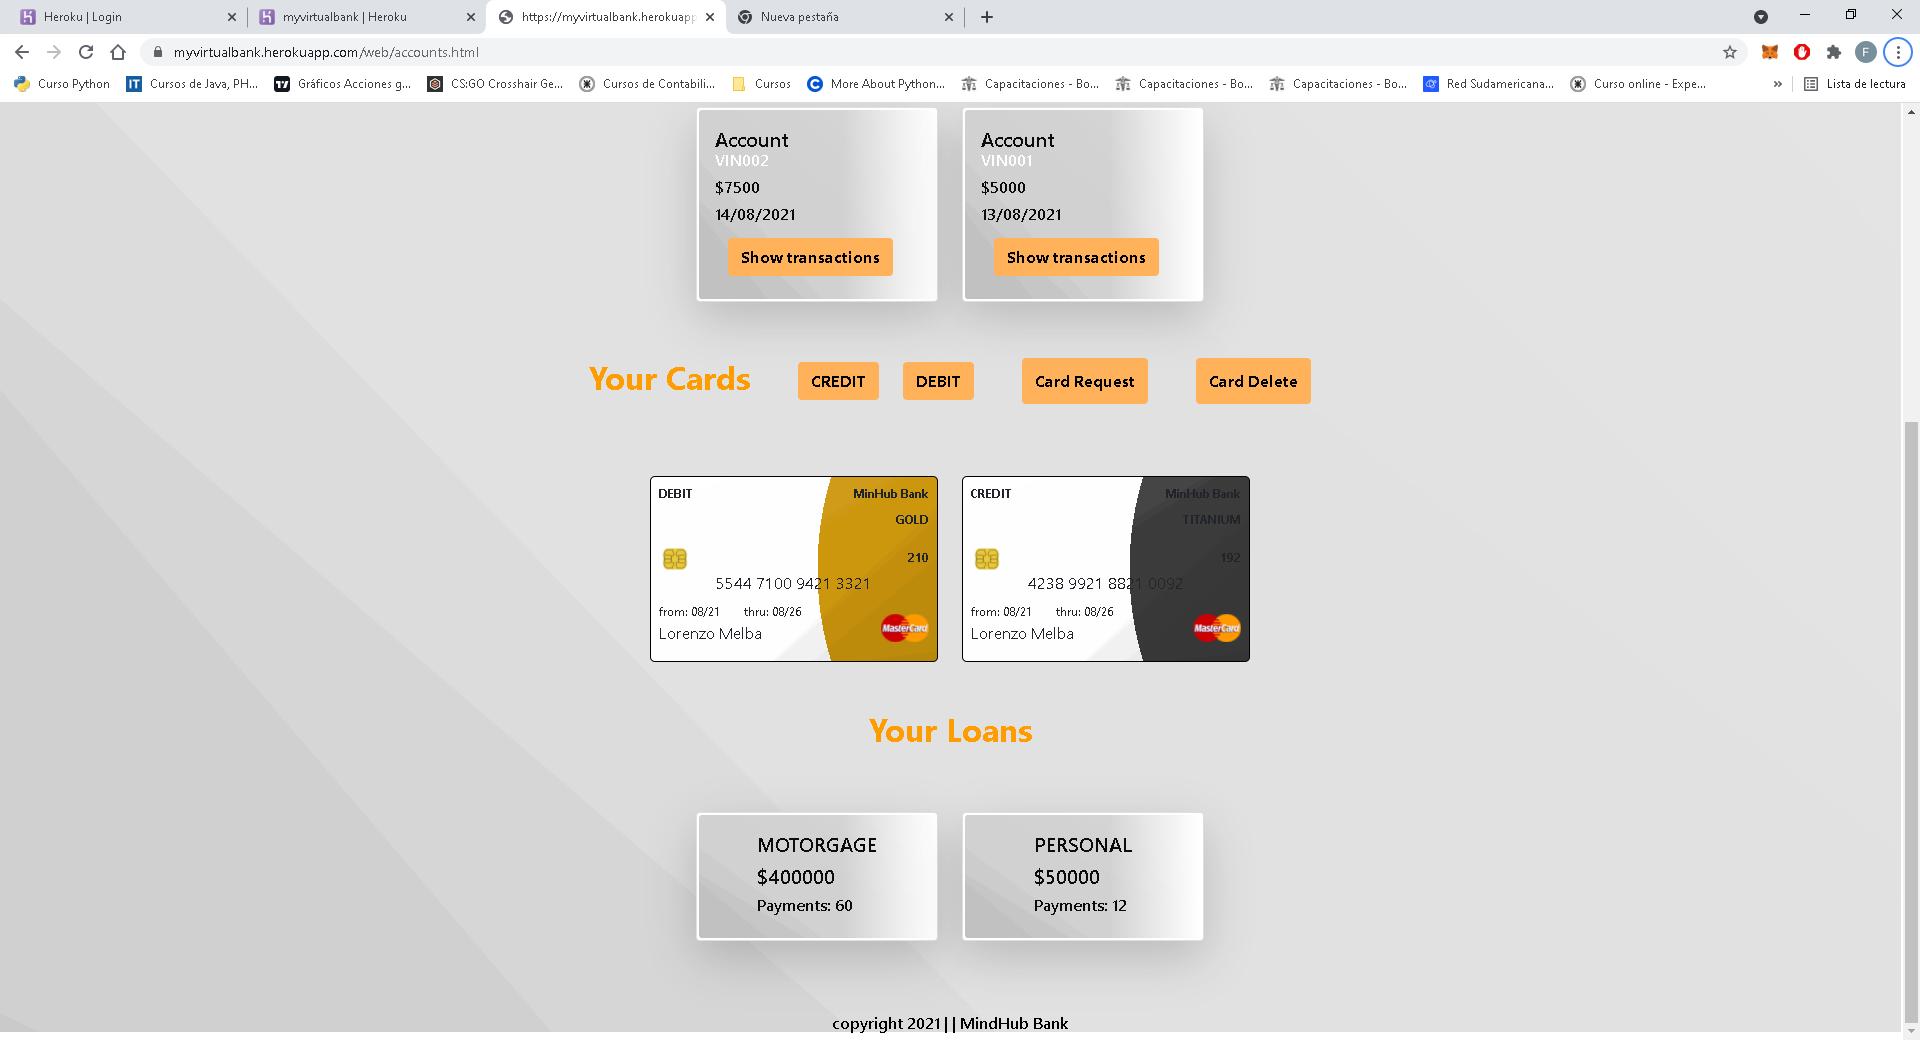 Heroku | Login
myvirtualbank | Heroku
https://myvirtualbank.herokuapp
Nueva pestaña
myvirtualbank.herokuapp.com/web/accounts.html
F
Curso Python
Cursos de Java, PH...
Gráficos Acciones g...
CS:GO Crosshair Ge...
Cursos de Contabili...
Cursos
More About Python...
Capacitaciones - Bo...
Capacitaciones - Bo...
Capacitaciones - Bo...
Red Sudamericana...
Curso online - Expe...
»
Lista de lectura
Account
VIN002
$7500
14/08/2021
Show transactions
Account
VIN001
$5000
13/08/2021
Show transactions
Your Cards
CREDIT
DEBIT
Card Request
Card Delete
DEBIT
MinHub Bank
GOLD
210
5544 7100 9421 3321
from: 08/21 thru: 08/26
Lorenzo Melba
MasterCard
CREDIT
MinHub Bank
TITANIUM
192
4238 9921 8821 0092
from: 08/21 thru: 08/26
Lorenzo Melba
MasterCard
Your Loans
MOTORGAGE
$400000
Payments: 60
PERSONAL
$50000
Payments: 12
copyright 2021|| MindHub Bank